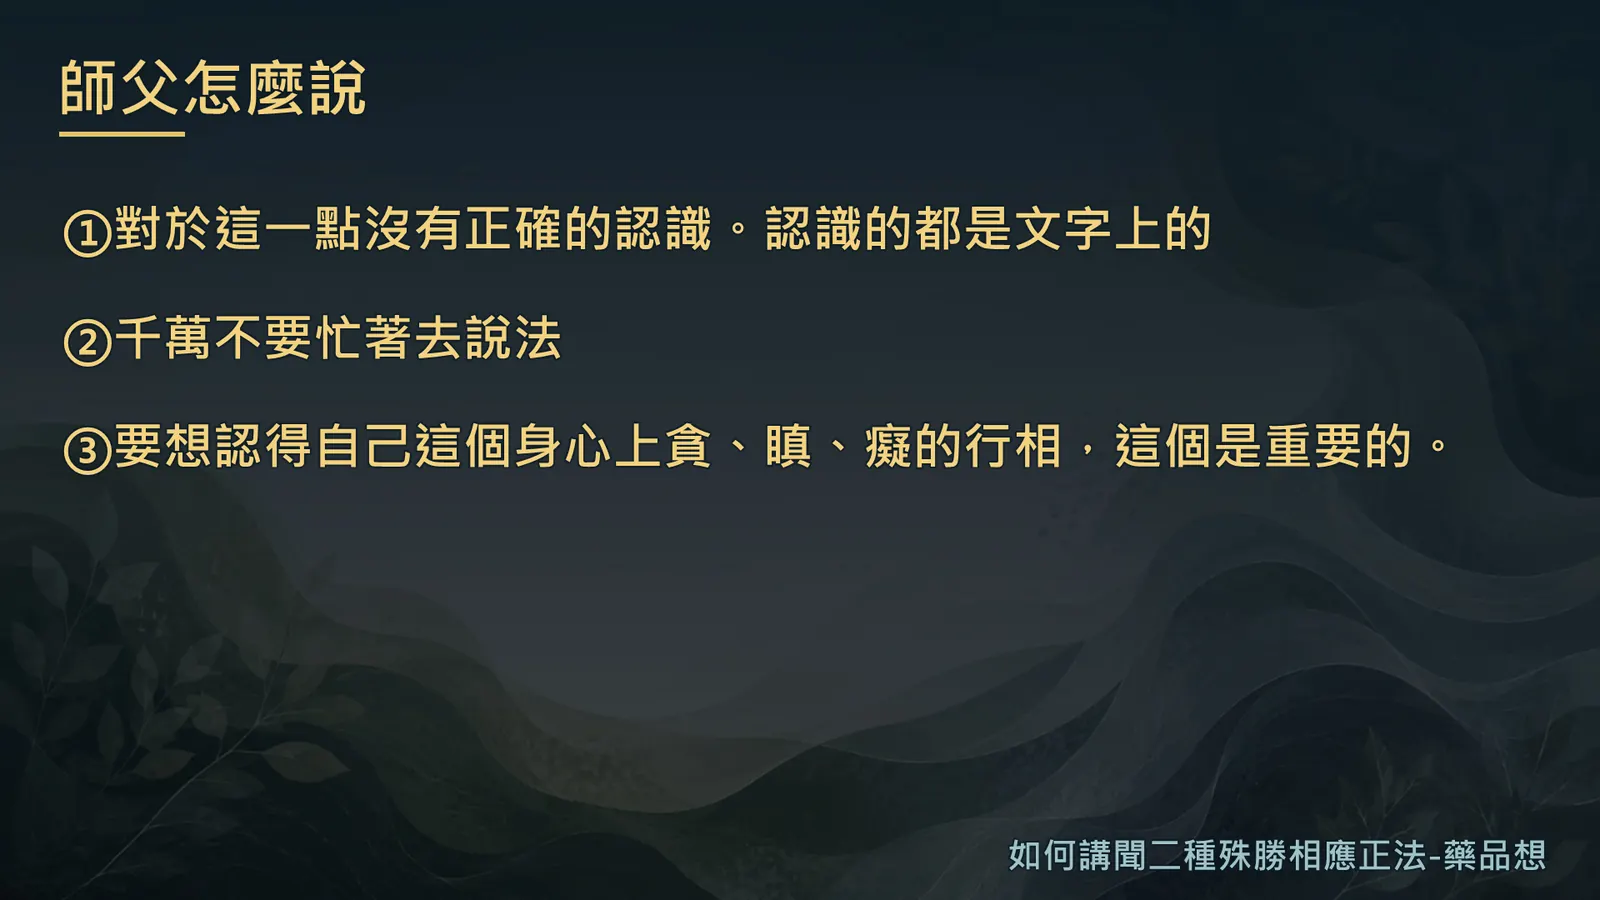 師父怎麼說
①對於這一點沒有正確的認識。認識的都是文字上的
②千萬不要忙著去說法
③要想認得自己這個身心上貪、瞋、癡的行相，這個是重要的。
如何講聞二種殊勝相應正法-藥品想